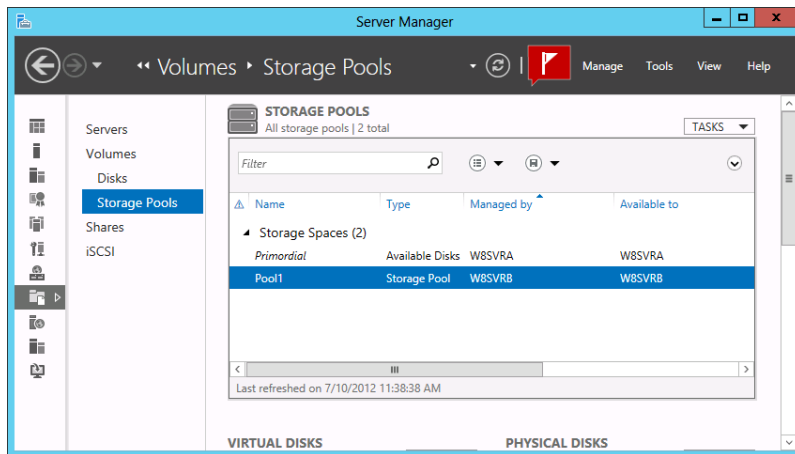 Server Manager
Volumes Storage Pools
Manage Tools View Help
Servers
Volumes
Disks
Storage Pools
Shares
iSCSI
STORAGE POOLS
All storage pools | 2 total
TASKS
Filter
Name Type Managed by Available to
Storage Spaces (2)
Primordial Available Disks W8SVRA W8SVRA
Pool1 Storage Pool W8SVRB W8SVRB
Last refreshed on 7/10/2012 11:38:38 AM
VIRTUAL DISKS PHYSICAL DISKS